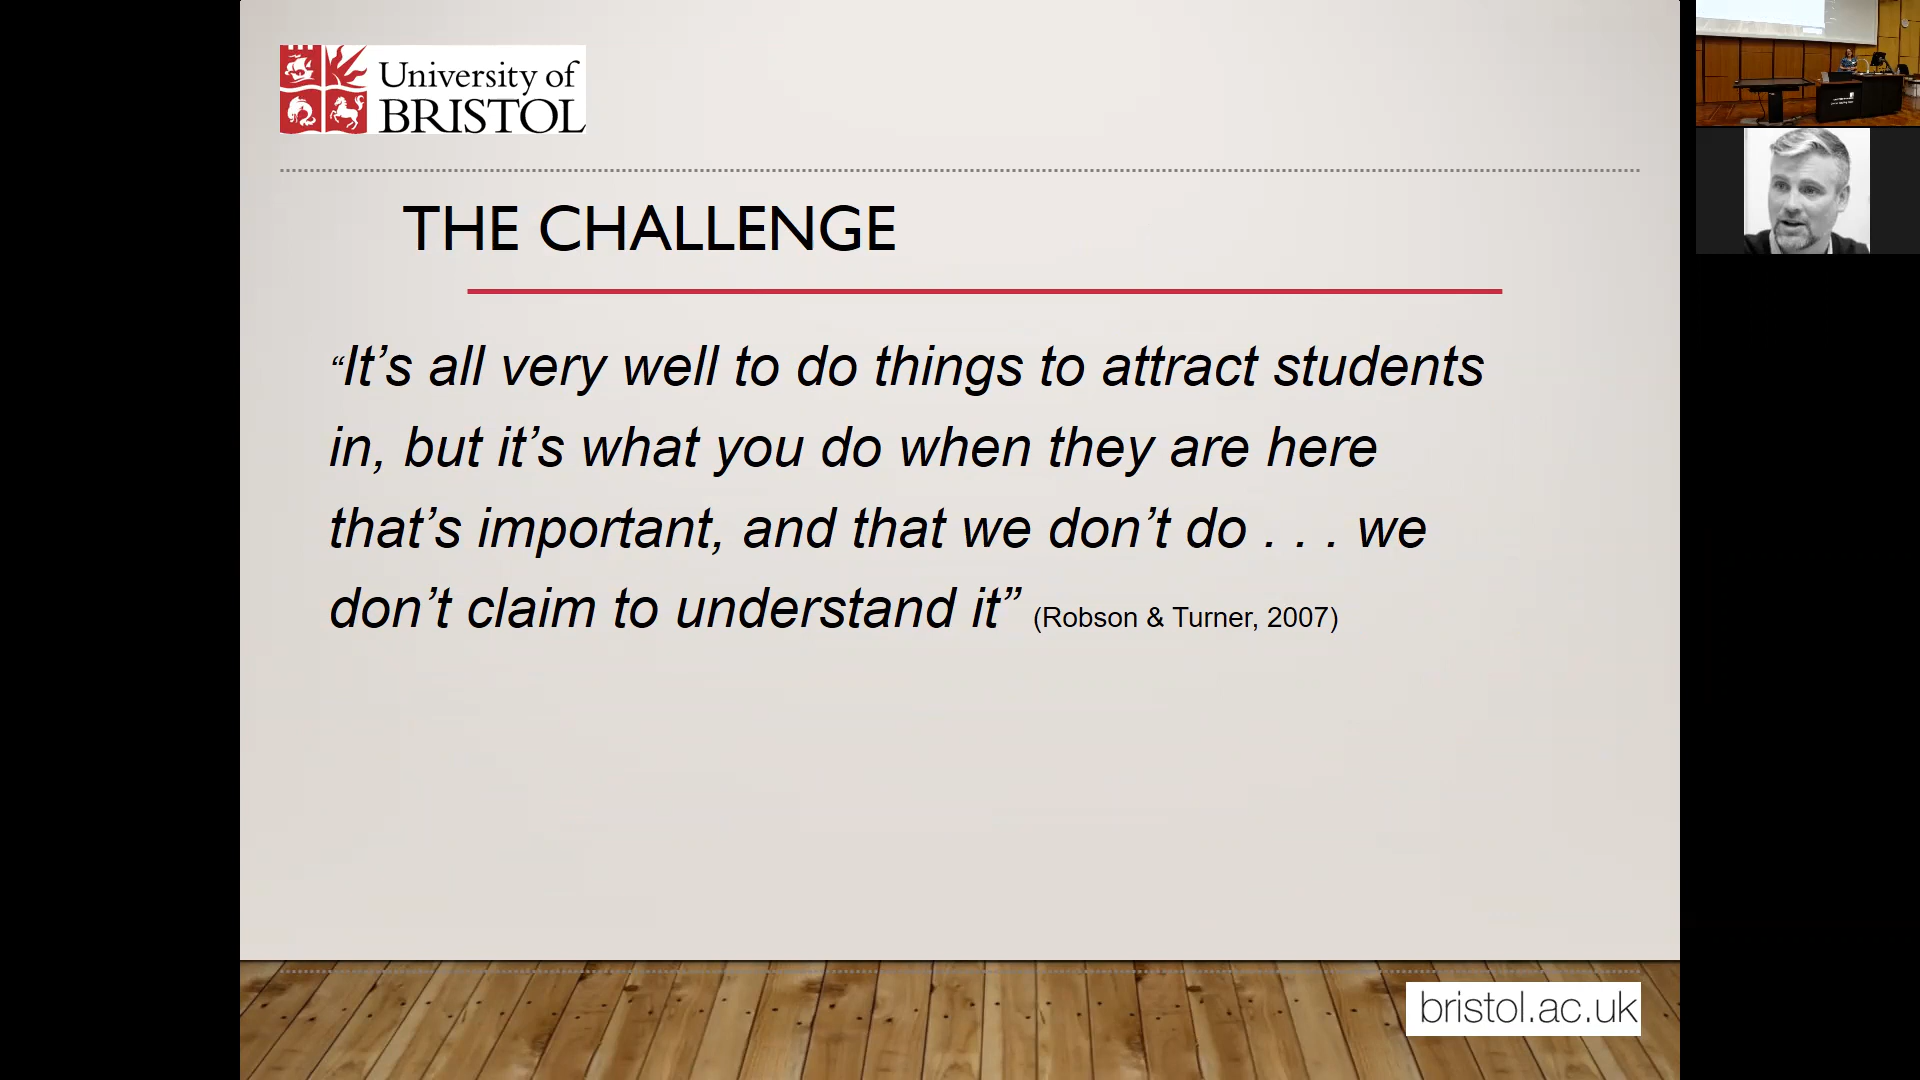 University of
BRISTOL
THE CHALLENGE
“It’s all very well to do things to attract students
in, but it’s what you do when they are here
that’s important, and that we don’t do . . . we
don’t claim to understand it” (Robson & Turner, 2007)
bristol.ac.uk